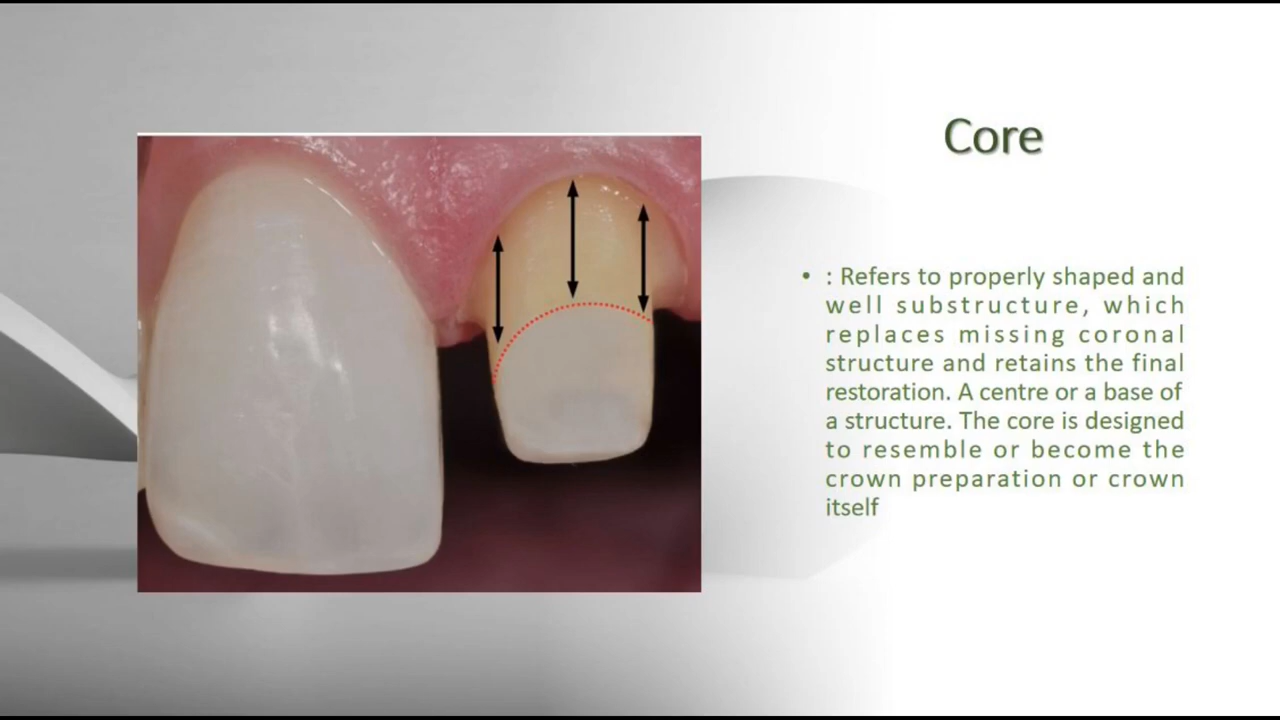 Core
• : Refers to properly shaped and
well substructure, which
replaces missing coronal
structure and retains the final
restoration. A centre or a base of
a structure. The core is designed
to resemble or become the
crown preparation or crown
itself